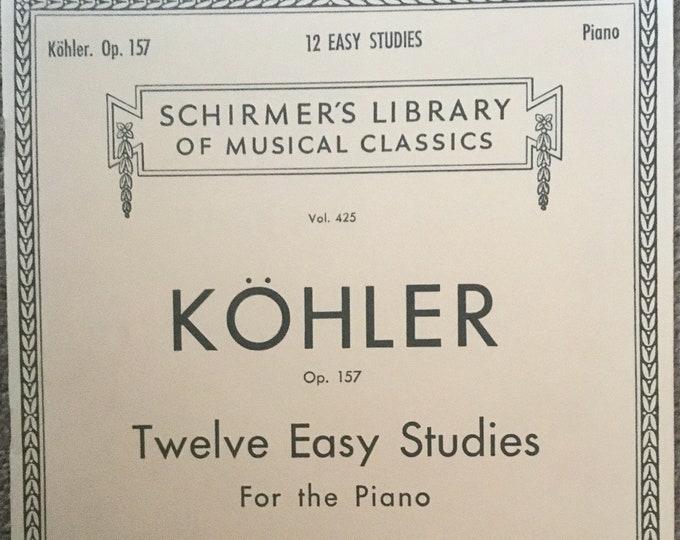 Köhler. Op. 157
12 EASY STUDIES
Piano
SCHIRMER'S LIBRARY
OF MUSICAL CLASSICS
Vol. 425
KÖHLER
Op. 157
Twelve Easy Studies
For the Piano